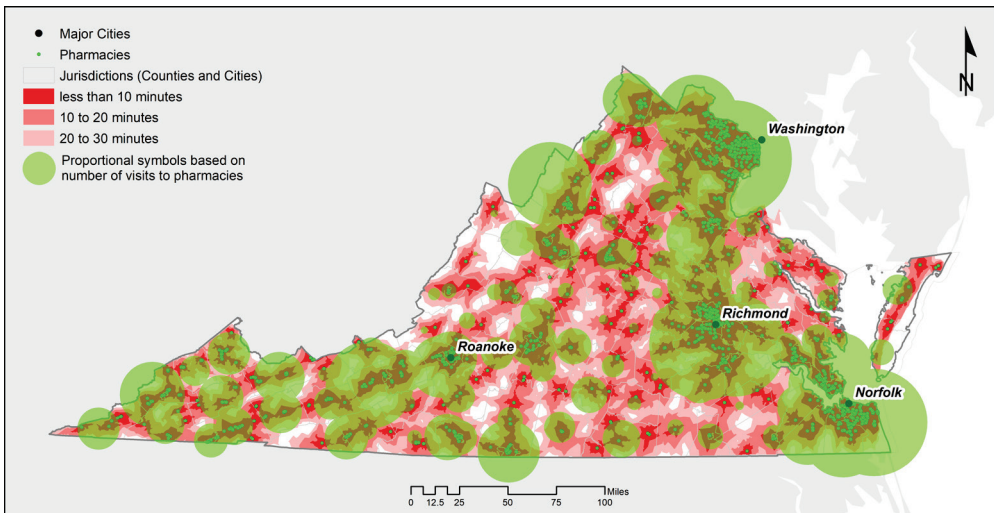 Major Cities
Pharmacies
Jurisdictions (Counties and Cities)
less than 10 minutes
10 to 20 minutes
20 to 30 minutes
Proportional symbols based on
number of visits to pharmacies
N
Washington
Richmond
Roanoke
Norfolk
Miles
0 12.5 25 50 75 100